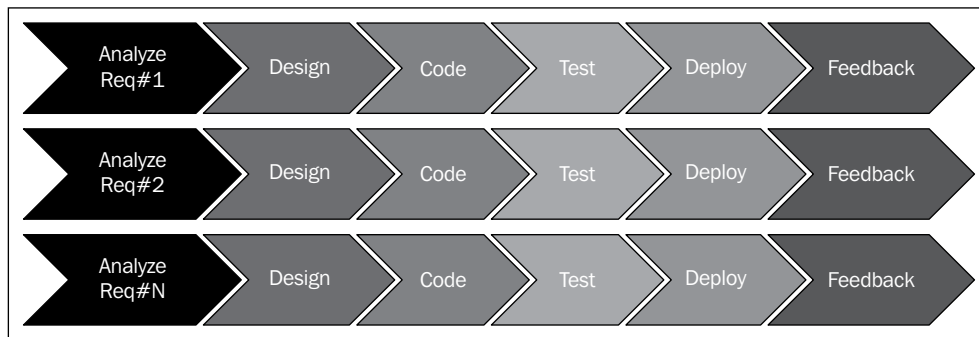 Analyze
Req#1
Design
Code
Test
Deploy
Feedback
Analyze
Req#2
Design
Code
Test
Deploy
Feedback
Analyze
Req#N
Design
Code
Test
Deploy
Feedback